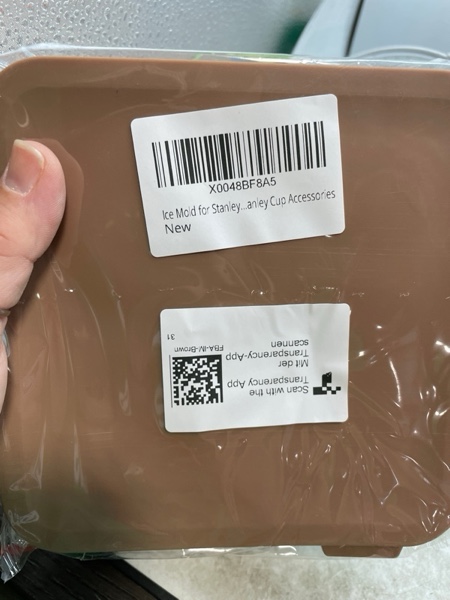 X0048BF8A5
Ice Mold for Stanley...anley Cup Accessories
New
Scan with the
Transparency App
Mit der
Transparency-App
scannen
FBA-IM-Brown
31